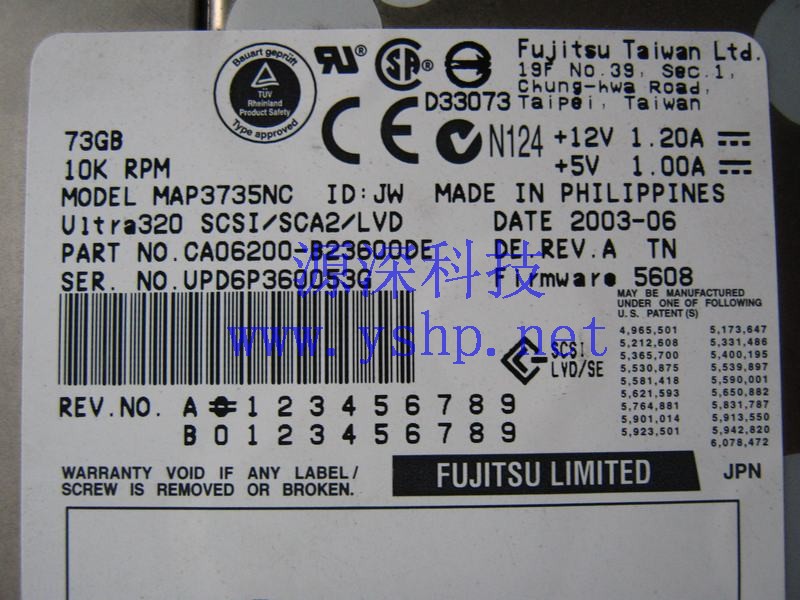 Bauart geprüft
TÜV
Rheinland
Product Safety
Type approved
D33073
Fujitsu Taiwan Ltd.
19F No.39, Sec.1,
Chung-hwa Road,
Taipei, Taiwan
N124
+12V 1.20A
+5V 1.00A
73GB
10K RPM
MODEL MAP3735NC ID:JW MADE IN PHILIPPINES
Ultra320 SCSI/SCA2/LVD DATE 2003-06
PART NO.CA06200-B23600DE DE REV.A TN
SER. NO.UPD6P360053G Firmware 5608
源深科技
www.yshp.net
MAY BE MANUFACTURED
UNDER ONE OF FOLLOWING
U.S. PATENT(S)
4,965,501 5,173,647
5,212,608 5,331,486
5,365,700 5,400,195
5,530,875 5,539,897
5,581,418 5,590,001
5,621,593 5,650,882
5,764,881 5,831,787
5,901,014 5,913,550
5,923,501 5,942,820
6,078,472
SCSI
LVD/SE
REV.NO. A 0 1 2 3 4 5 6 7 8 9
B 0 1 2 3 4 5 6 7 8 9
WARRANTY VOID IF ANY LABEL/
SCREW IS REMOVED OR BROKEN.
FUJITSU LIMITED
JPN